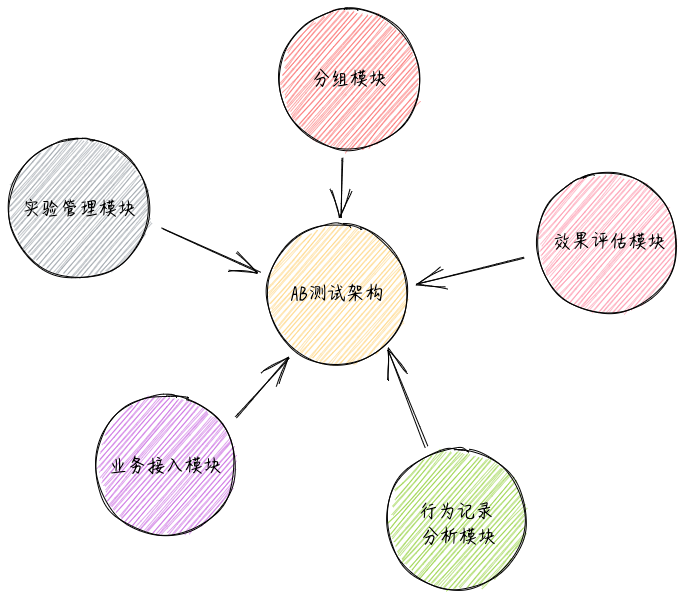 分组模块
实验管理模块
效果评估模块
AB测试架构
业务接入模块
行为记录
分析模块